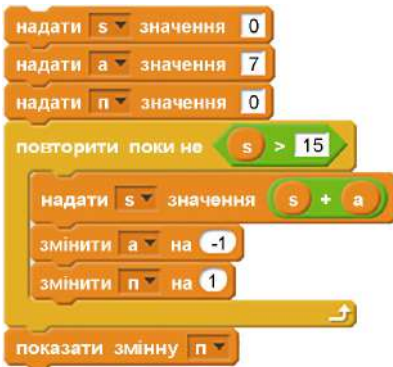 надати s значення 0
надати a значення 7
надати п значення 0
повторити поки не s > 15
надати s значення s + a
змінити a на -1
змінити п на 1
показати змінну п